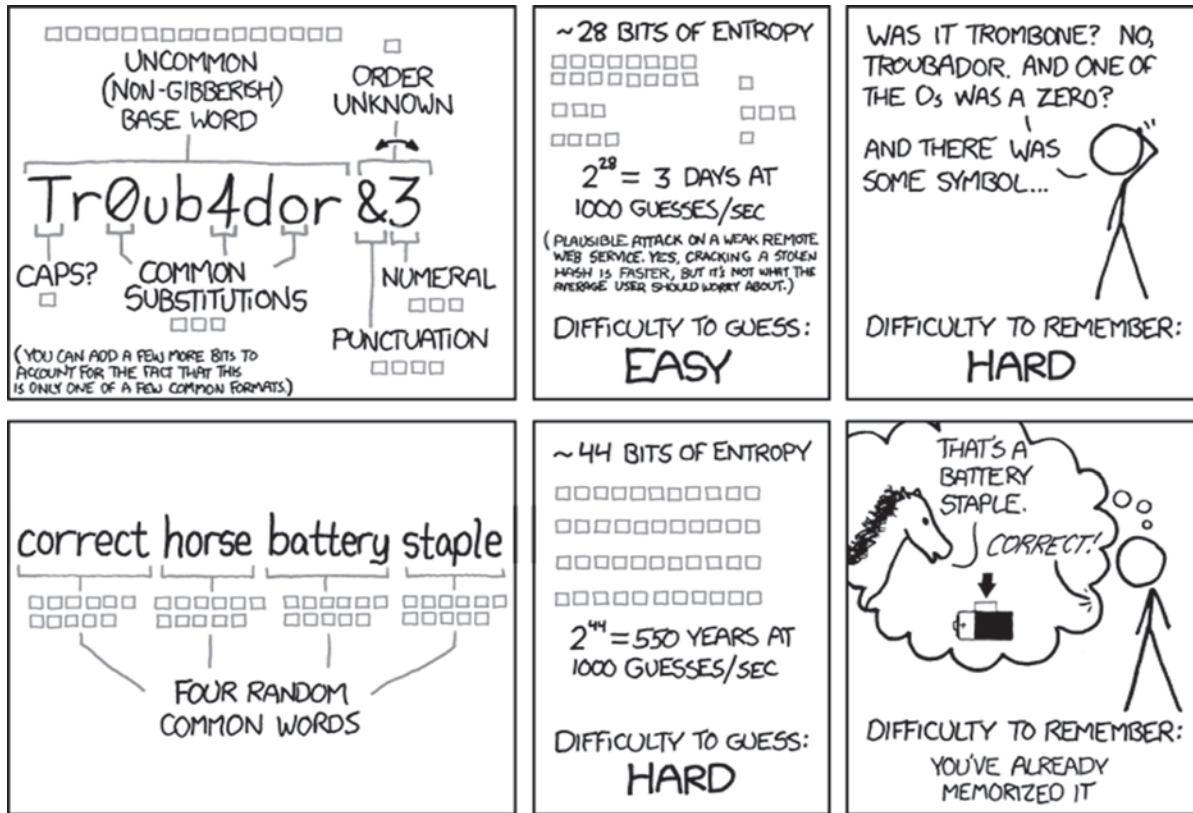 UNCOMMON
(NON-GIBBERISH)
BASE WORD
ORDER
UNKNOWN
Tr0ub4dor &3
CAPS?
COMMON
SUBSTITUTIONS
NUMERAL
PUNCTUATION
(YOU CAN ADD A FEW MORE BITS TO
ACCOUNT FOR THE FACT THAT THIS
IS ONLY ONE OF A FEW COMMON FORMATS.)
~28 BITS OF ENTROPY
2^28 = 3 DAYS AT
1000 GUESSES/SEC
(PLAUSIBLE ATTACK ON A WEAK REMOTE
WEB SERVICE. YES, CRACKING A STOLEN
HASH IS FASTER, BUT IT'S NOT WHAT THE
AVERAGE USER SHOULD WORRY ABOUT.)
DIFFICULTY TO GUESS:
EASY
WAS IT TROMBONE? NO,
TROUBADOR. AND ONE OF
THE Os WAS A ZERO?
AND THERE WAS
SOME SYMBOL...
DIFFICULTY TO REMEMBER:
HARD
correct horse battery staple
FOUR RANDOM
COMMON WORDS
~44 BITS OF ENTROPY
2^44 = 550 YEARS AT
1000 GUESSES/SEC
DIFFICULTY TO GUESS:
HARD
THAT'S A
BATTERY
STAPLE.
CORRECT!
DIFFICULTY TO REMEMBER:
YOU'VE ALREADY
MEMORIZED IT